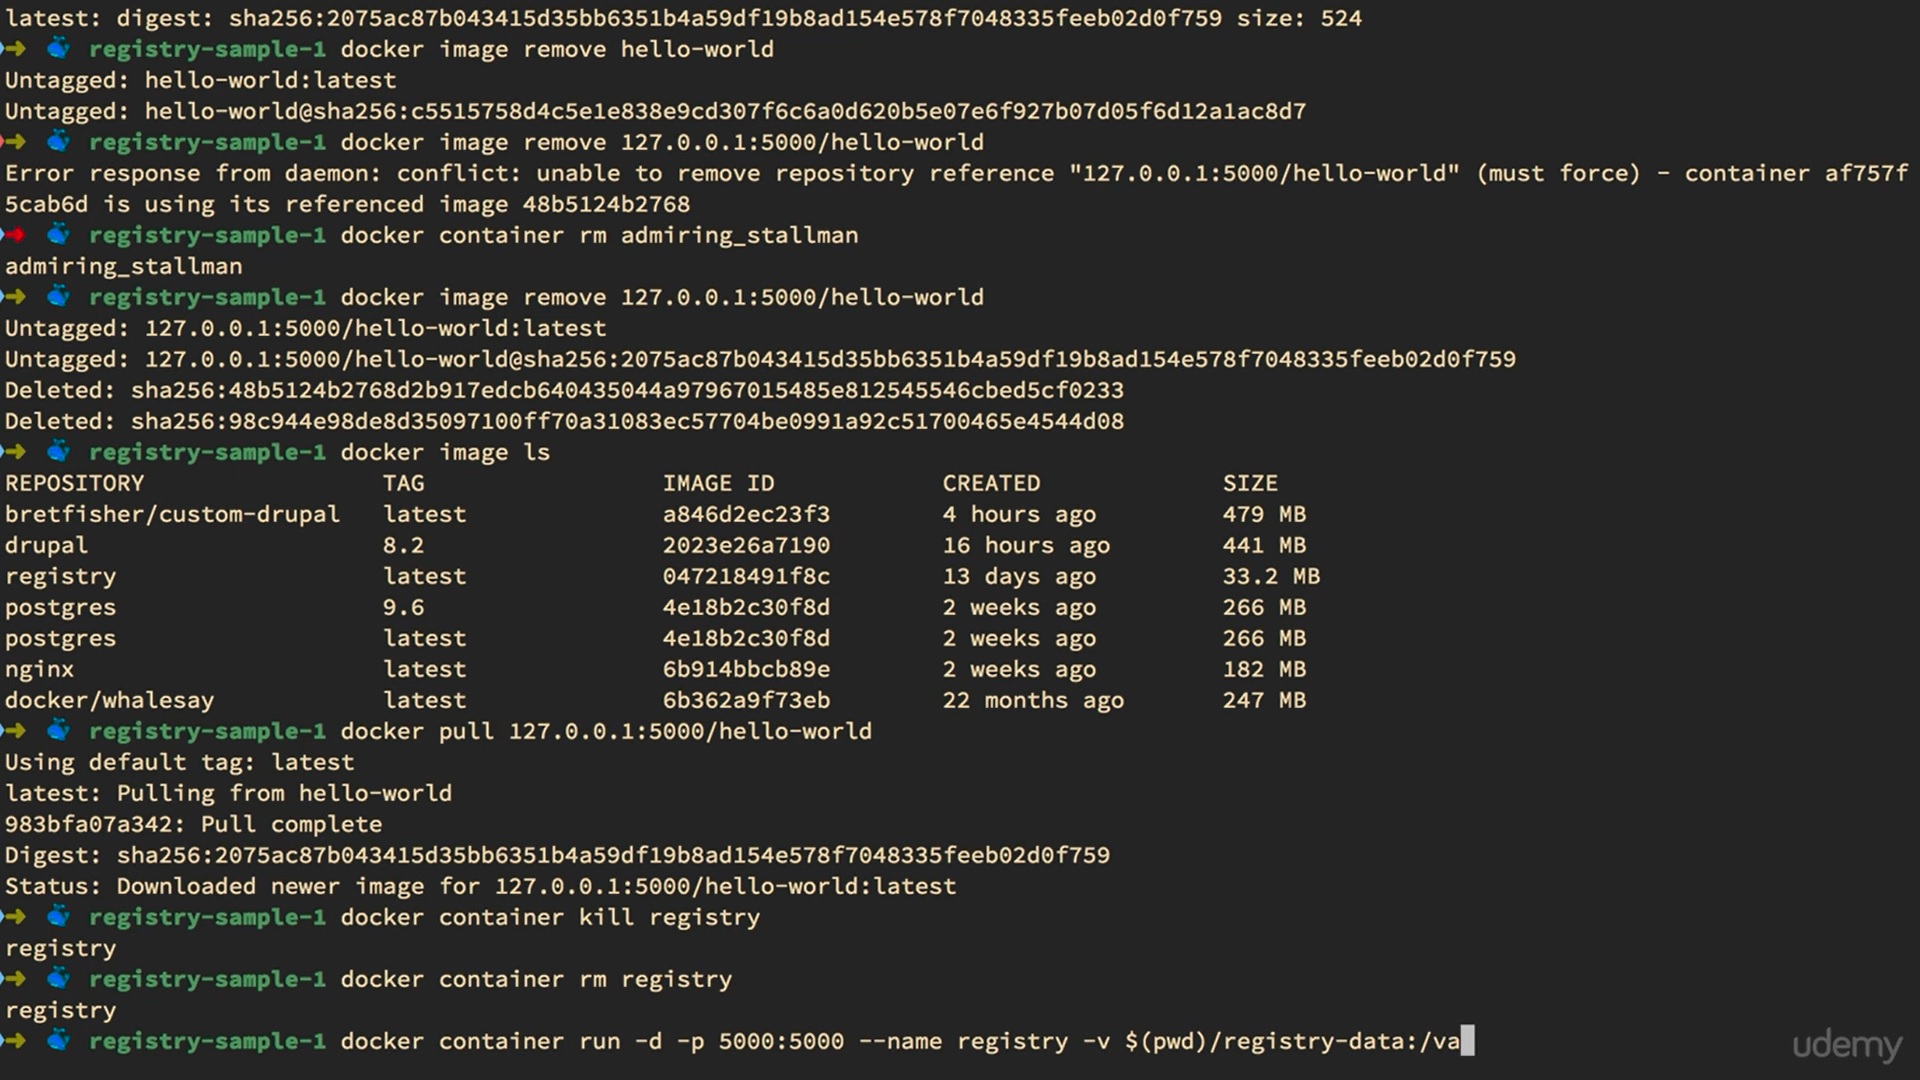 latest: digest: sha256:2075ac87b043415d35bb6351b4a59df19b8ad154e578f7048335feeb02d0f759 size: 524
registry-sample-1 docker image remove hello-world
Untagged: hello-world:latest
Untagged: hello-world@sha256:c5515758d4c5e1e838e9cd307f6c6a0d620b5e07e6f927b07d05f6d12a1ac8d7
registry-sample-1 docker image remove 127.0.0.1:5000/hello-world
Error response from daemon: conflict: unable to remove repository reference "127.0.0.1:5000/hello-world" (must force) - container af757f
5cab6d is using its referenced image 48b5124b2768
registry-sample-1 docker container rm admiring_stallman
admiring_stallman
registry-sample-1 docker image remove 127.0.0.1:5000/hello-world
Untagged: 127.0.0.1:5000/hello-world:latest
Untagged: 127.0.0.1:5000/hello-world@sha256:2075ac87b043415d35bb6351b4a59df19b8ad154e578f7048335feeb02d0f759
Deleted: sha256:48b5124b2768d2b917edcb640435044a97967015485e812545546cbed5cf0233
Deleted: sha256:98c944e98de8d35097100ff70a31083ec57704be0991a92c51700465e4544d08
registry-sample-1 docker image ls
REPOSITORY TAG IMAGE ID CREATED SIZE
bretfisher/custom-drupal latest a846d2ec23f3 4 hours ago 479 MB
drupal 8.2 2023e26a7190 16 hours ago 441 MB
registry latest 047218491f8c 13 days ago 33.2 MB
postgres 9.6 4e18b2c30f8d 2 weeks ago 266 MB
postgres latest 4e18b2c30f8d 2 weeks ago 266 MB
nginx latest 6b914bbcb89e 2 weeks ago 182 MB
docker/whalesay latest 6b362a9f73eb 22 months ago 247 MB
registry-sample-1 docker pull 127.0.0.1:5000/hello-world
Using default tag: latest
latest: Pulling from hello-world
983bfa07a342: Pull complete
Digest: sha256:2075ac87b043415d35bb6351b4a59df19b8ad154e578f7048335feeb02d0f759
Status: Downloaded newer image for 127.0.0.1:5000/hello-world:latest
registry-sample-1 docker container kill registry
registry
registry-sample-1 docker container rm registry
registry
registry-sample-1 docker container run -d -p 5000:5000 --name registry -v $(pwd)/registry-data:/va
udemy